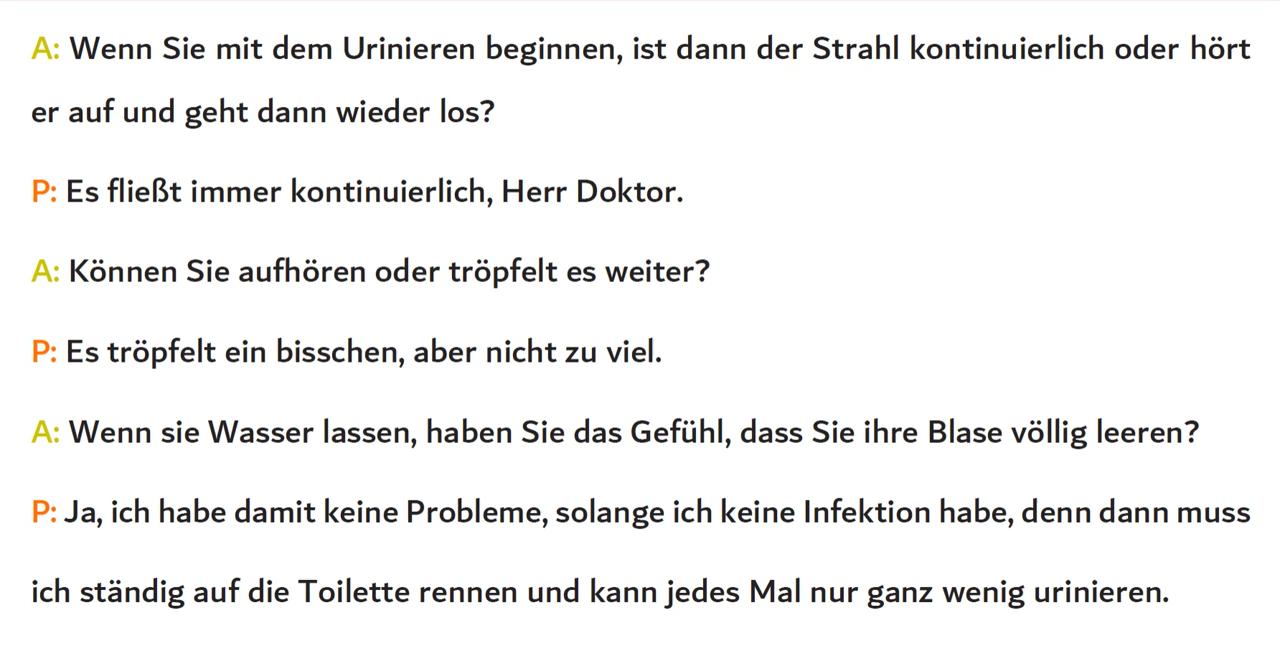 A: Wenn Sie mit dem Urinieren beginnen, ist dann der Strahl kontinuierlich oder hört
er auf und geht dann wieder los?
P: Es fließt immer kontinuierlich, Herr Doktor.
A: Können Sie aufhören oder tröpfelt es weiter?
P: Es tröpfelt ein bisschen, aber nicht zu viel.
A: Wenn sie Wasser lassen, haben Sie das Gefühl, dass Sie ihre Blase völlig leeren?
P: Ja, ich habe damit keine Probleme, solange ich keine Infektion habe, denn dann muss
ich ständig auf die Toilette rennen und kann jedes Mal nur ganz wenig urinieren.